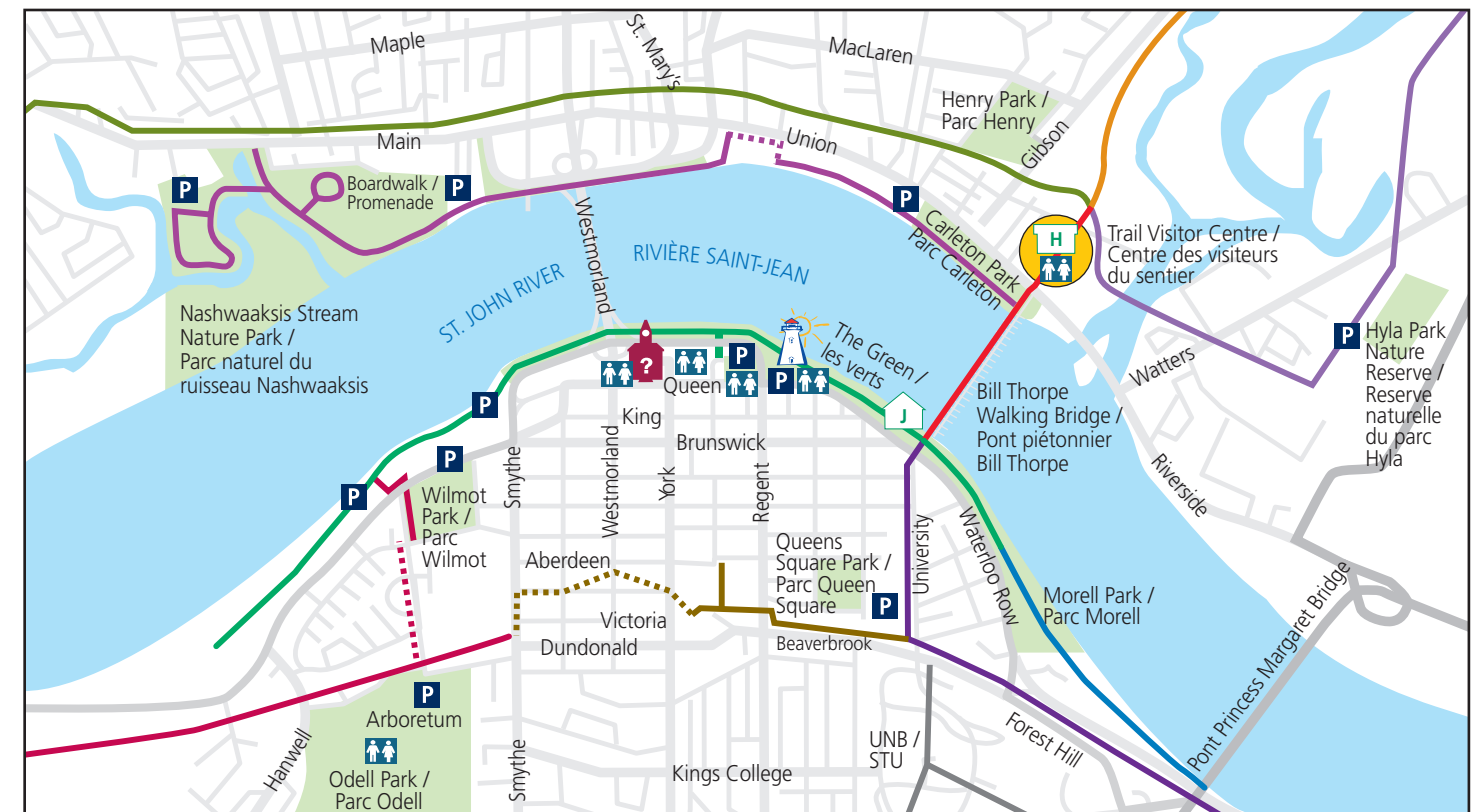 Maple
St. Mary's
MacLaren
Henry Park /
Parc Henry
Gibson
Main
Union
P
Boardwalk /
Promenade
P
P
Carleton Park
Parc Carleton
H
Trail Visitor Centre /
Centre des visiteurs
du sentier
Westmorland
RIVIÈRE SAINT-JEAN
ST. JOHN RIVER
Nashwaaksis Stream
Nature Park /
Parc naturel du
ruisseau Nashwaaksis
The Green /
les verts
P
Hyla Park
Nature
Reserve /
Reserve
naturelle
du parc
Hyla
Watters
?
P
P
Queen
King
J
Bill Thorpe
Walking Bridge /
Pont piétonnier
Bill Thorpe
P
Brunswick
P
P
Smythe
Westmorland
York
Regent
Riverside
Wilmot
Park /
Parc
Wilmot
University
Waterloo Row
Queens
Square Park /
Parc Queen
Square
P
Aberdeen
Victoria
Dundonald
Beaverbrook
Morell Park /
Parc Morell
Pont Princess Margaret Bridge
P
Arboretum
Hanwell
Odell Park /
Parc Odell
Smythe
Kings College
UNB /
STU
Forest Hill